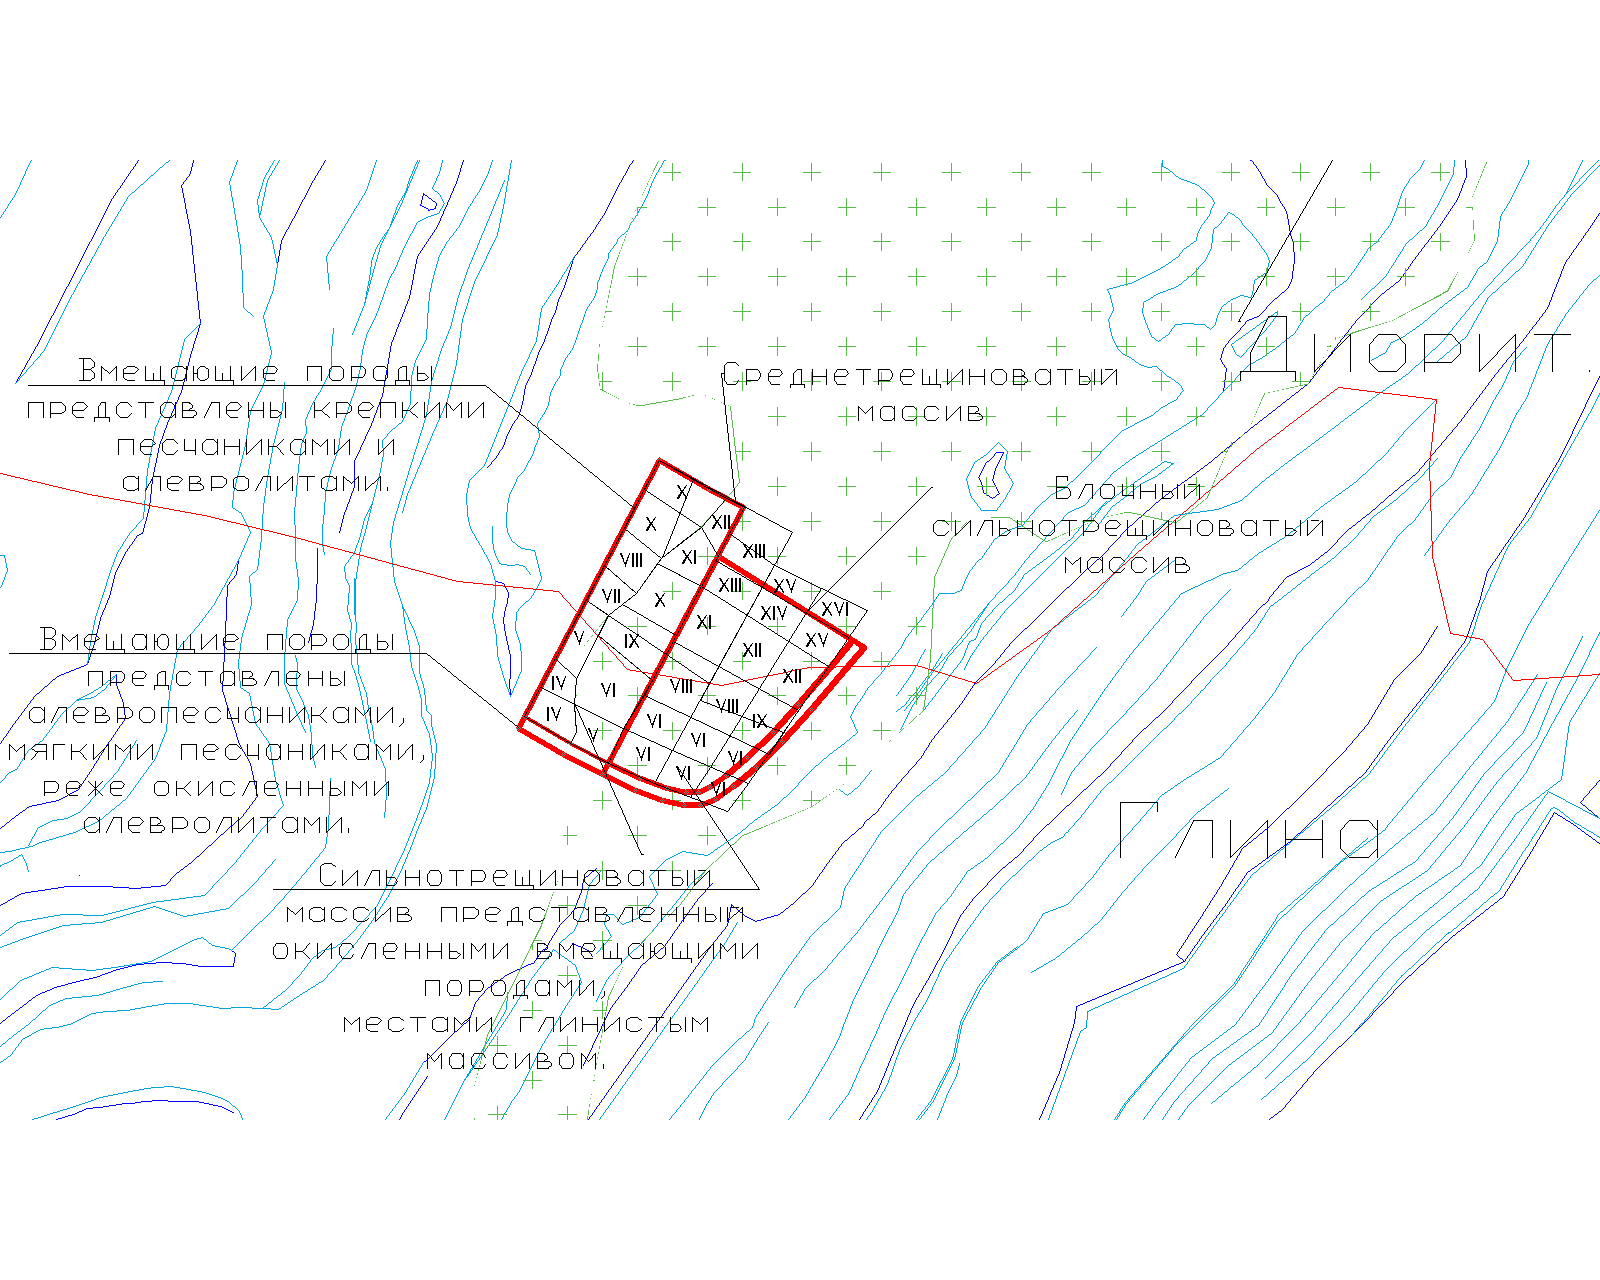 Диорит
Вмещающие породы
представлены крепкими
песчаниками и
алевролитами.
Среднетрещиноватый
массив
Блочный
сильнотрещиноватый
массив
X
X
XII
VIII
XI
XIII
VII
X
XIII
XV
XIV
XVI
V
IX
XI
XV
XII
IV
VI
VIII
XII
IV
V
VI
VIII
IX
VI
VI
VI
VI
VI
Вмещающие породы
представлены
алевропесчаниками,
мягкими песчаниками,
реже окисленными
алевролитами.
Глина
Сильнотрещиноватый
массив представленный
окисленными вмещающими
породами,
местами глинистым
массивом.